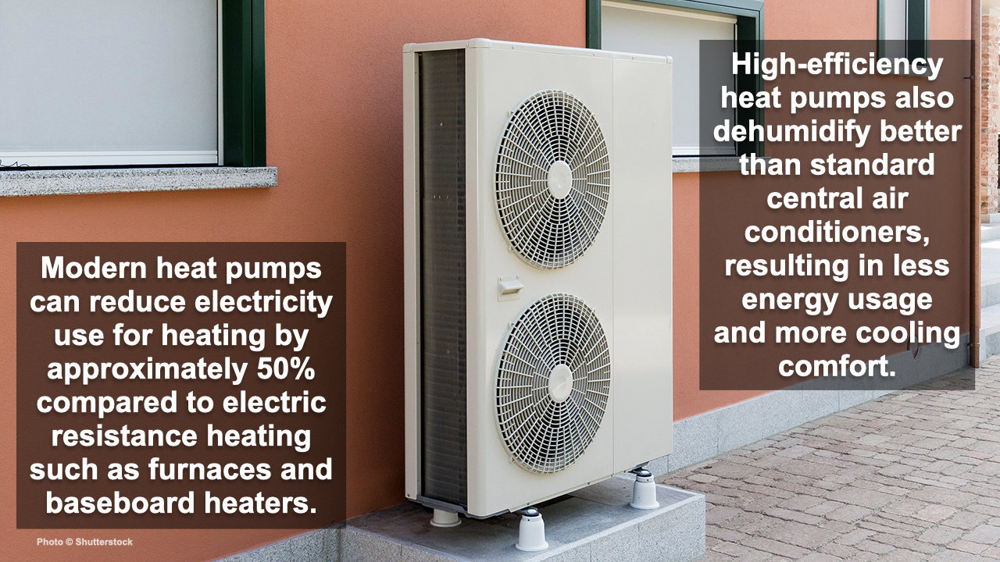 Modern heat pumps
can reduce electricity
use for heating by
approximately 50%
compared to electric
resistance heating
such as furnaces and
baseboard heaters.
High-efficiency
heat pumps also
dehumidify better
than standard
central air
conditioners,
resulting in less
energy usage
and more cooling
comfort.
Photo © Shutterstock